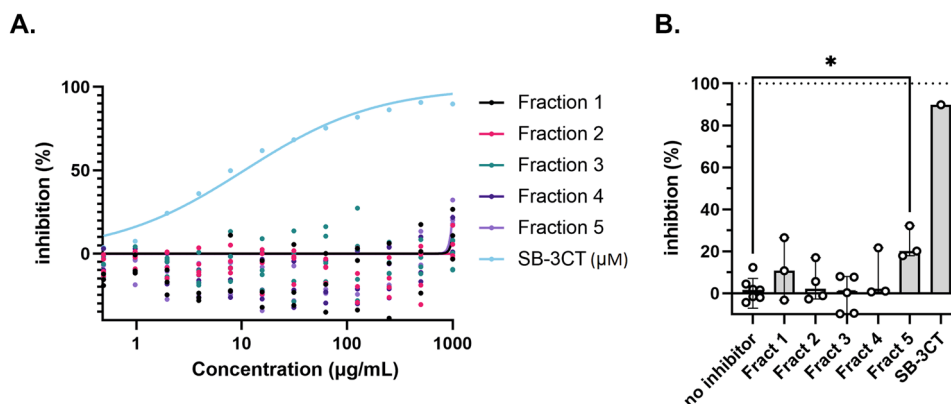 A.
inhibition (%)
100
50
0
1
10
100
1000
Concentration (µg/mL)
Fraction 1
Fraction 2
Fraction 3
Fraction 4
Fraction 5
SB-3CT (µM)
B.
*
inhibtion (%)
100
80
60
40
20
0
no inhibitor
Fract 1
Fract 2
Fract 3
Fract 4
Fract 5
SB-3CT